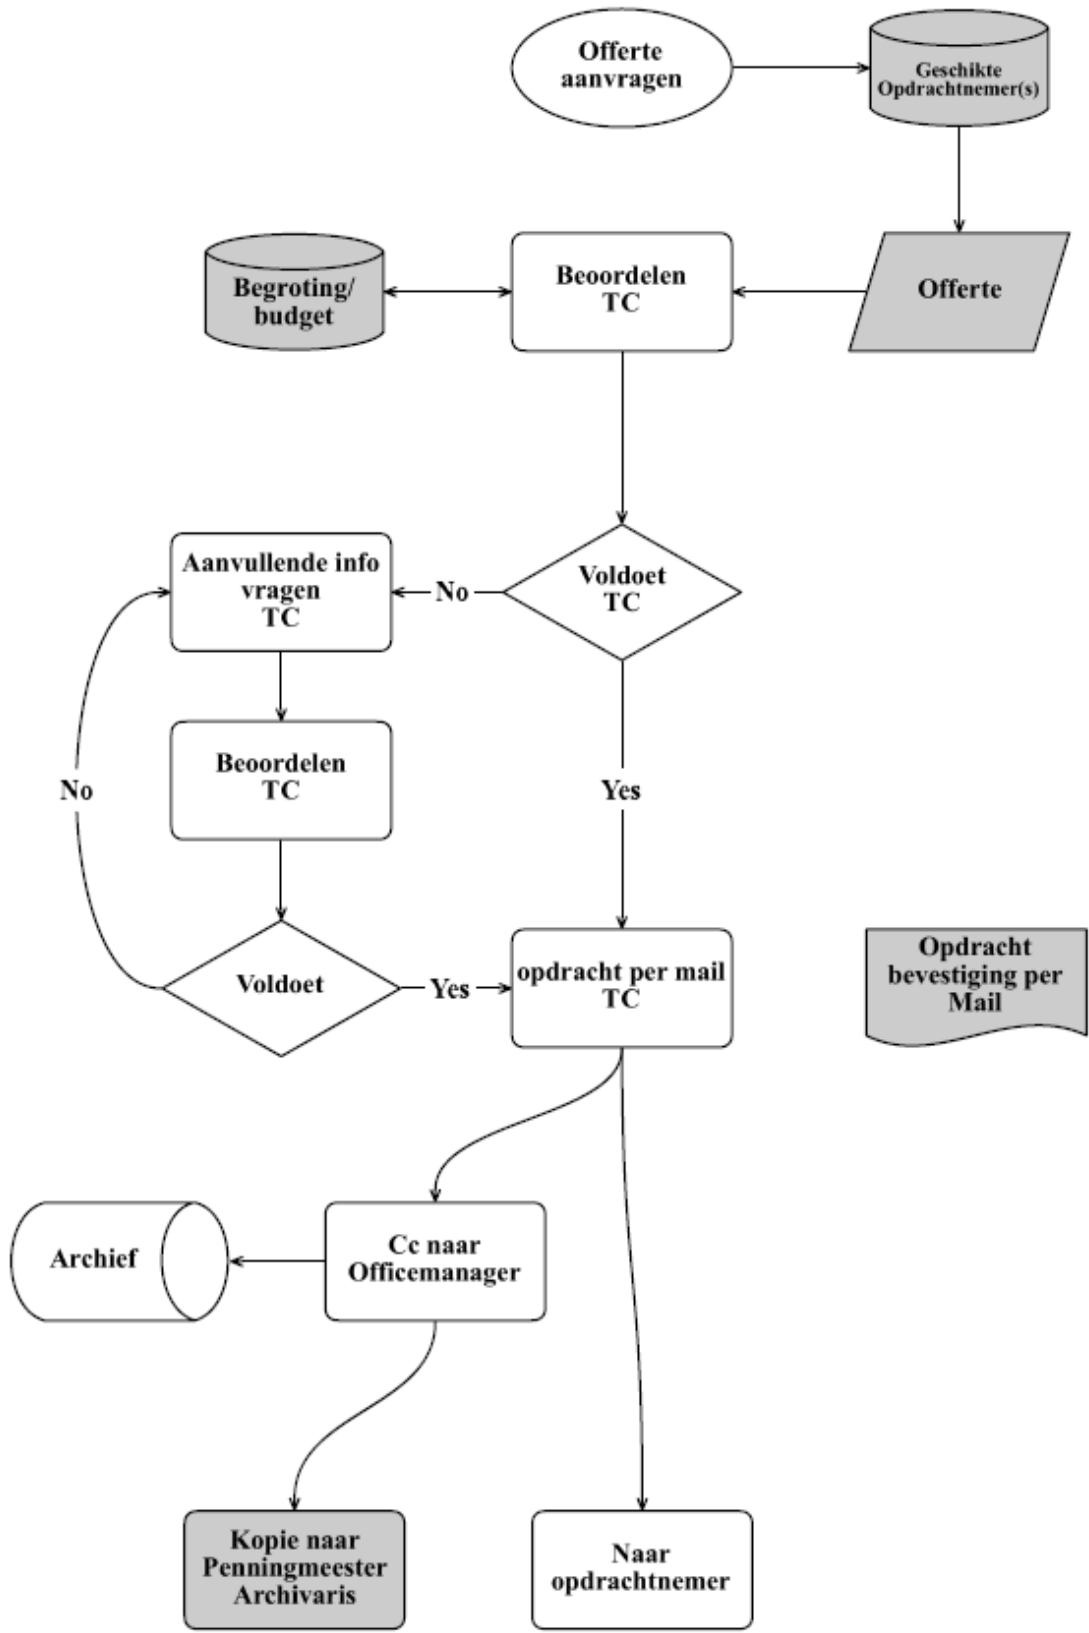 Offerte
aanvragen
Geschikte
Opdrachtnemer(s)
Begroting/
budget
Beoordelen
TC
Offerte
Aanvullende info
vragen
TC
No
Voldoet
TC
Beoordelen
TC
No
Yes
Voldoet
Yes
opdracht per mail
TC
Opdracht
bevestiging per
Mail
Archief
Cc naar
Officemanager
Kopie naar
Penningmeester
Archivaris
Naar
opdrachtnemer